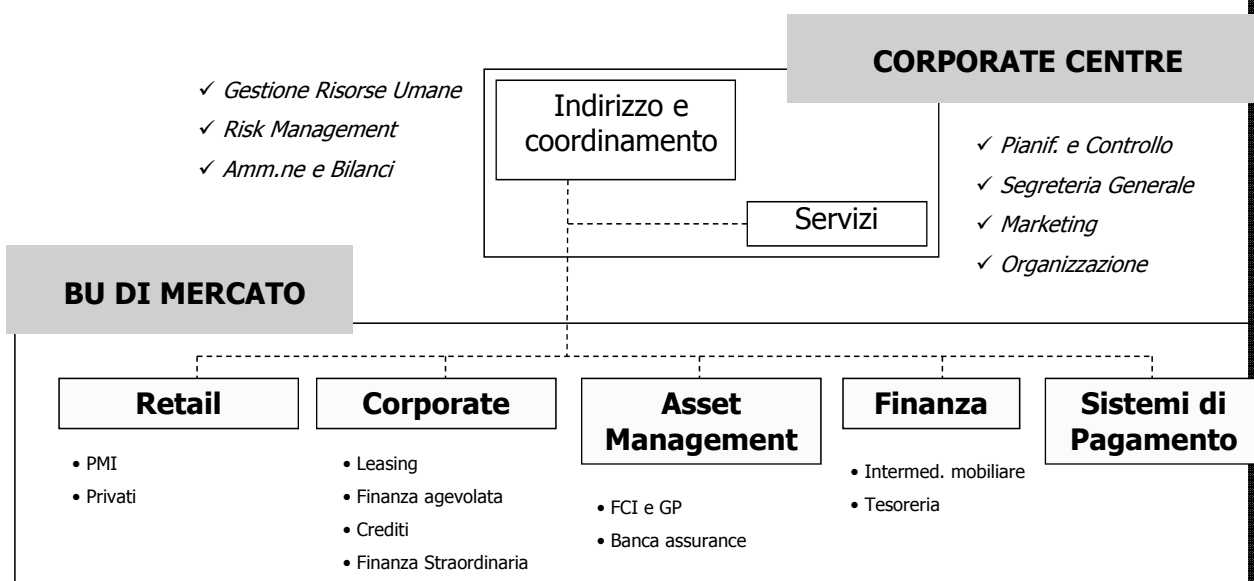 CORPORATE CENTRE
✓ Gestione Risorse Umane
✓ Risk Management
✓ Amm.ne e Bilanci
Indirizzo e
coordinamento
Servizi
✓ Pianif. e Controllo
✓ Segreteria Generale
✓ Marketing
✓ Organizzazione
BU DI MERCATO
Retail
• PMI
• Privati
Corporate
• Leasing
• Finanza agevolata
• Crediti
• Finanza Straordinaria
Asset
Management
• FCI e GP
• Banca assurance
Finanza
• Intermed. mobiliare
• Tesoreria
Sistemi di
Pagamento